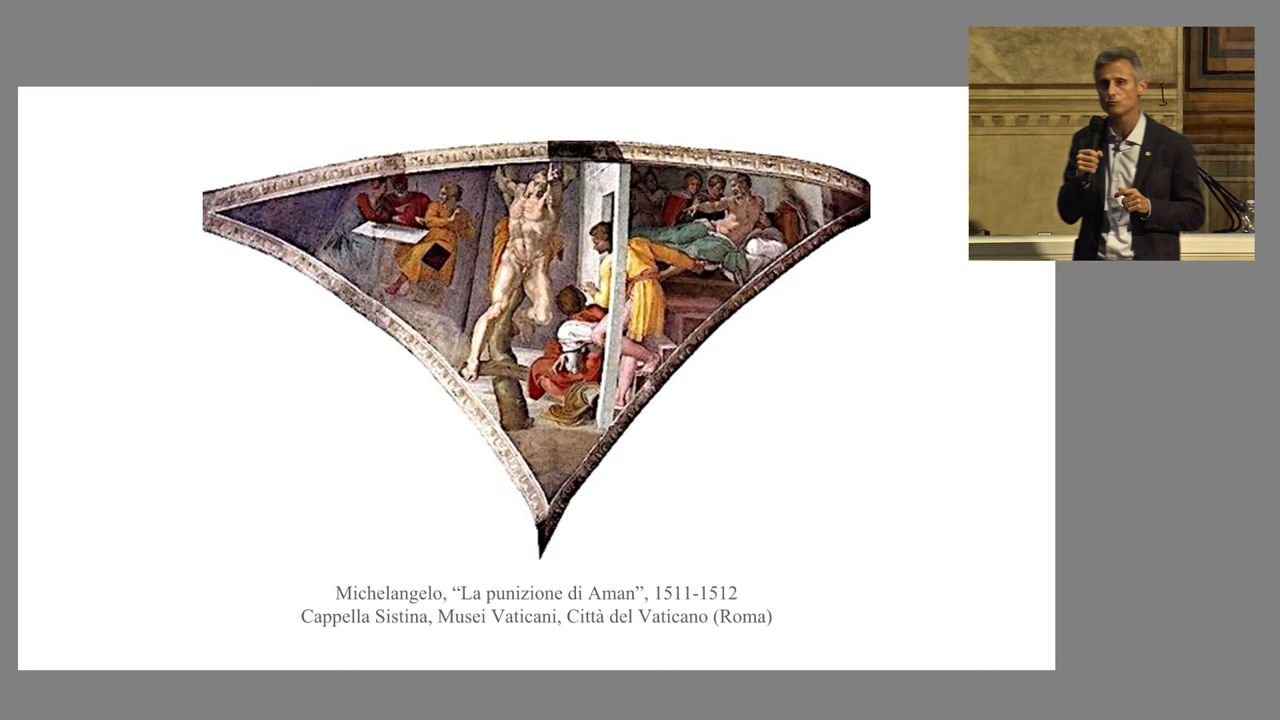 Michelangelo, “La punizione di Aman”, 1511-1512
Cappella Sistina, Musei Vaticani, Città del Vaticano (Roma)